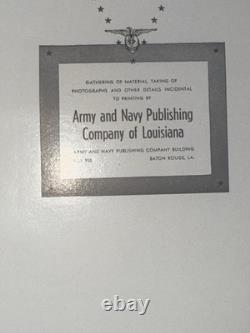 GATHERING OF MATERIAL, TAKING OF
PHOTOGRAPHS AND OTHER DETAILS INCIDENTAL
TO PRINTING BY
Army and Navy Publishing
Company of Louisiana
ARMY AND NAVY PUBLISHING COMPANY BUILDING
BATON ROUGE, LA.
ebay